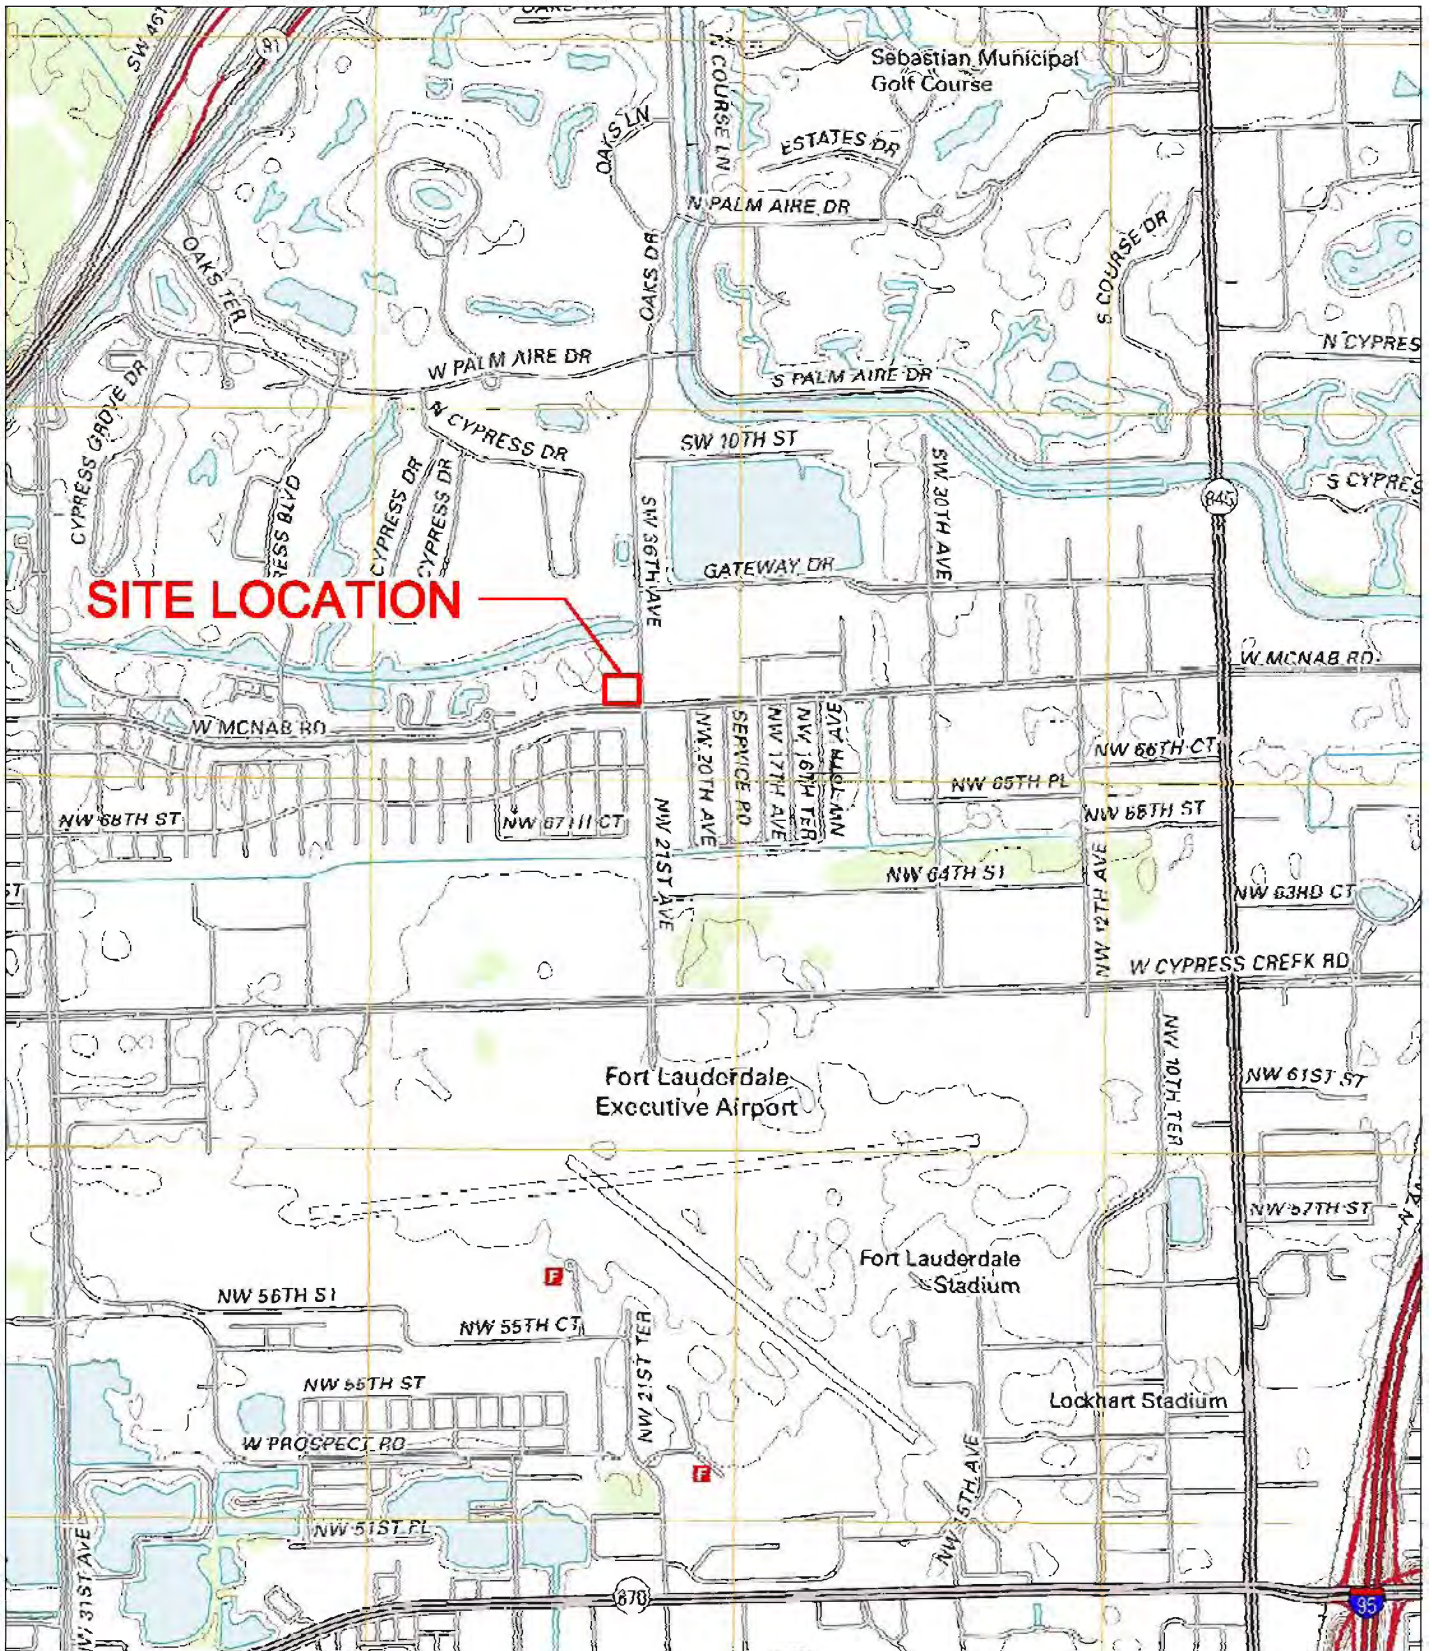 SW 46T
91
N COURSE LN
Sebastian Municipal
Golf Course
OAKS LN
ESTATES DR
N PALM AIRE DR
OAKS TER
OAKS DR
S COURSE DR
N CYPRES
W PALM AIRE DR
S PALM AIRE DR
CYPRESS GROVE DR
N CYPRESS DR
SW 10TH ST
SW 30TH AVE
S CYPRES
845
RESS BLVD
CYPRESS DR
CYPRESS DR
SW 36TH AVE
GATEWAY DR
SITE LOCATION
W MCNAB RD
W MCNAB RD
NW 20TH AVE
SERVICE RD
NW 17TH AVE
NW 16TH TER
NW 66TH CT
NW 65TH PL
NW 68TH ST
NW 67TH CT
NW 65TH ST
NW 21ST AVE
NW 64TH ST
NW 12TH AVE
NW 63RD CT
ST
W CYPRESS CREEK RD
NW 10TH TER
Fort Lauderdale
Executive Airport
NW 61ST ST
NW 57TH ST
Fort Lauderdale
Stadium
F
NW 56TH ST
NW 55TH CT
NW 21ST TER
NW 55TH ST
Lockhart Stadium
W PROSPECT RD
F
NW 15TH AVE
NW 51ST PL
W 31ST AVE
870
95